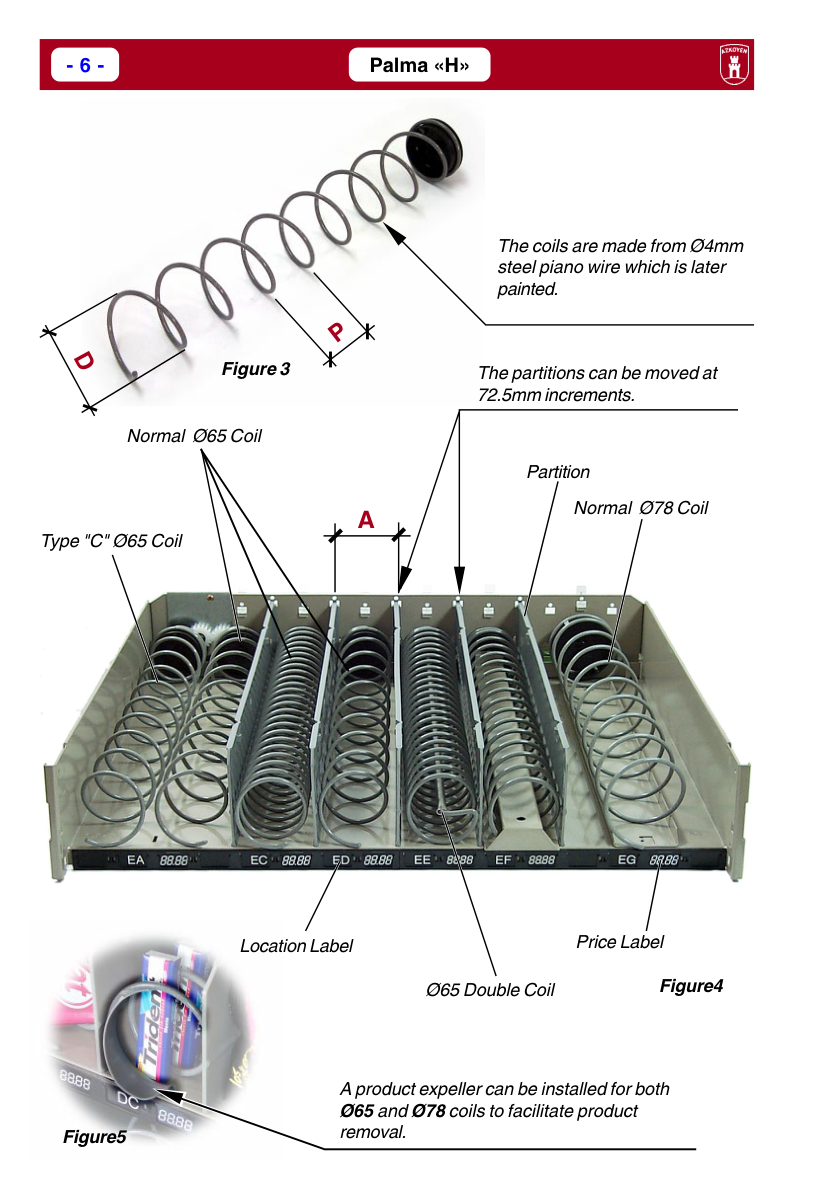 - 6 -
Palma «H»
AZKOYEN
The coils are made from Ø4mm
steel piano wire which is later
painted.
D
P
Figure 3
The partitions can be moved at
72.5mm increments.
Normal Ø65 Coil
Partition
Normal Ø78 Coil
A
Type "C" Ø65 Coil
EA 88.88 EC 88.88 ED 88.88 EE 88.88 EF 88.88 EG 88.88
Location Label
Price Label
Ø65 Double Coil
Figure4
Trident
88.88
DC
88.88
A product expeller can be installed for both
Ø65 and Ø78 coils to facilitate product
removal.
Figure5